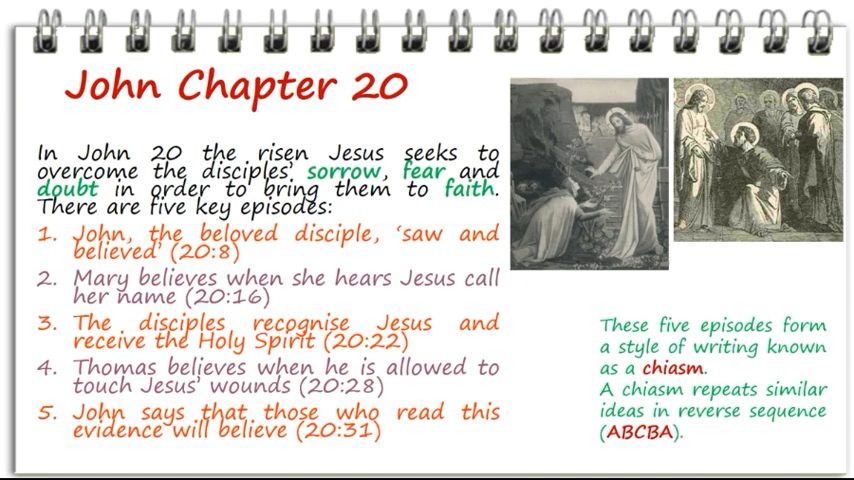 John Chapter 20
In John 20 the risen Jesus seeks to
overcome the disciples' sorrow, fear and
doubt in order to bring them to faith.
There are five key episodes:
1. John, the beloved disciple, ‘saw and
believed’ (20:8)
2. Mary believes when she hears Jesus call
her name (20:16)
3. The disciples recognise Jesus and
receive the Holy Spirit (20:22)
4. Thomas believes when he is allowed to
touch Jesus’ wounds (20:28)
5. John says that those who read this
evidence will believe (20:31)
These five episodes form
a style of writing known
as a chiasm.
A chiasm repeats similar
ideas in reverse sequence
(ABCBA).